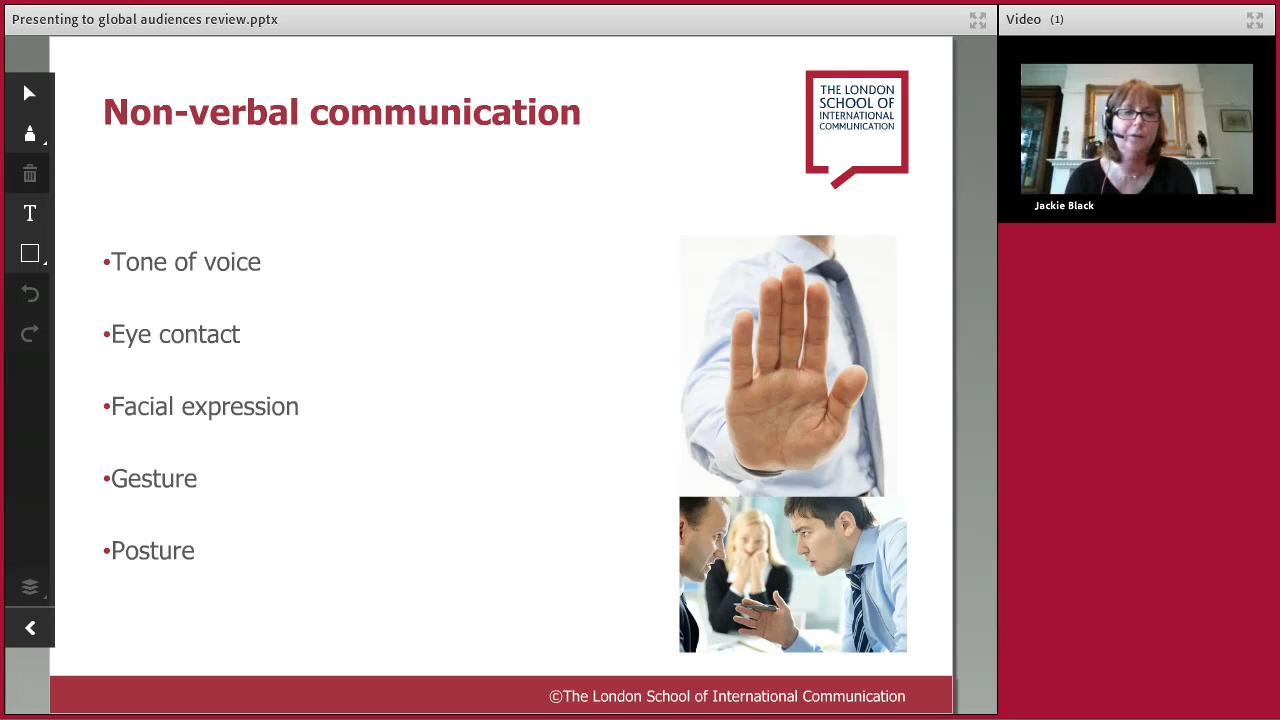 Presenting to global audiences review.pptx
Video (1)
Non-verbal communication
THE LONDON
SCHOOL OF
INTERNATIONAL
COMMUNICATION
Jackie Black
•Tone of voice
•Eye contact
•Facial expression
•Gesture
•Posture
T
©The London School of International Communication